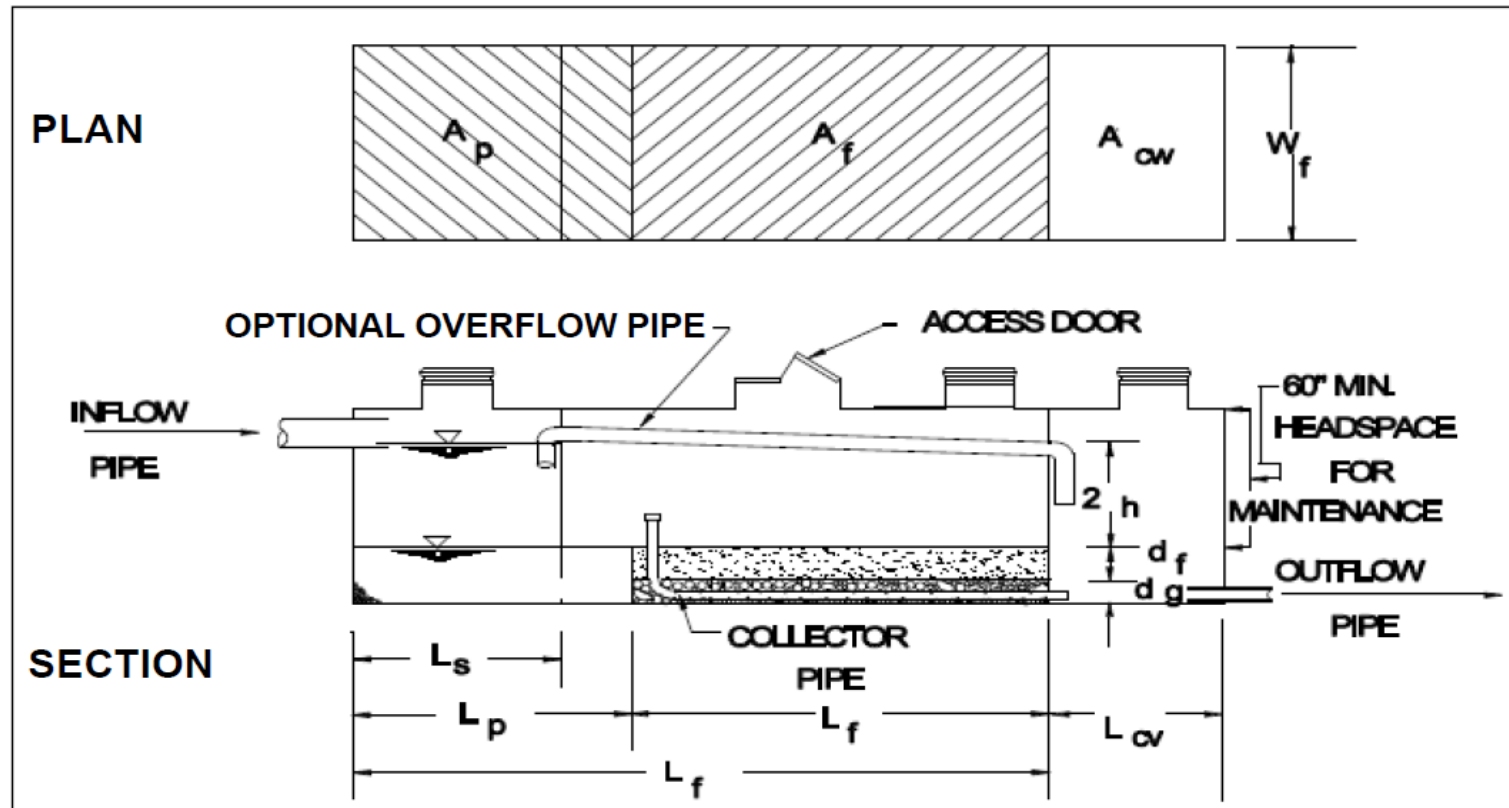 PLAN
A p
A f
A cw
W f
OPTIONAL OVERFLOW PIPE
ACCESS DOOR
INFLOW
PIPE
60" MIN.
HEADSPACE
FOR
MAINTENANCE
2 h
d f
d g
OUTFLOW
PIPE
COLLECTOR
PIPE
SECTION
L s
L p
L f
L cv
L f